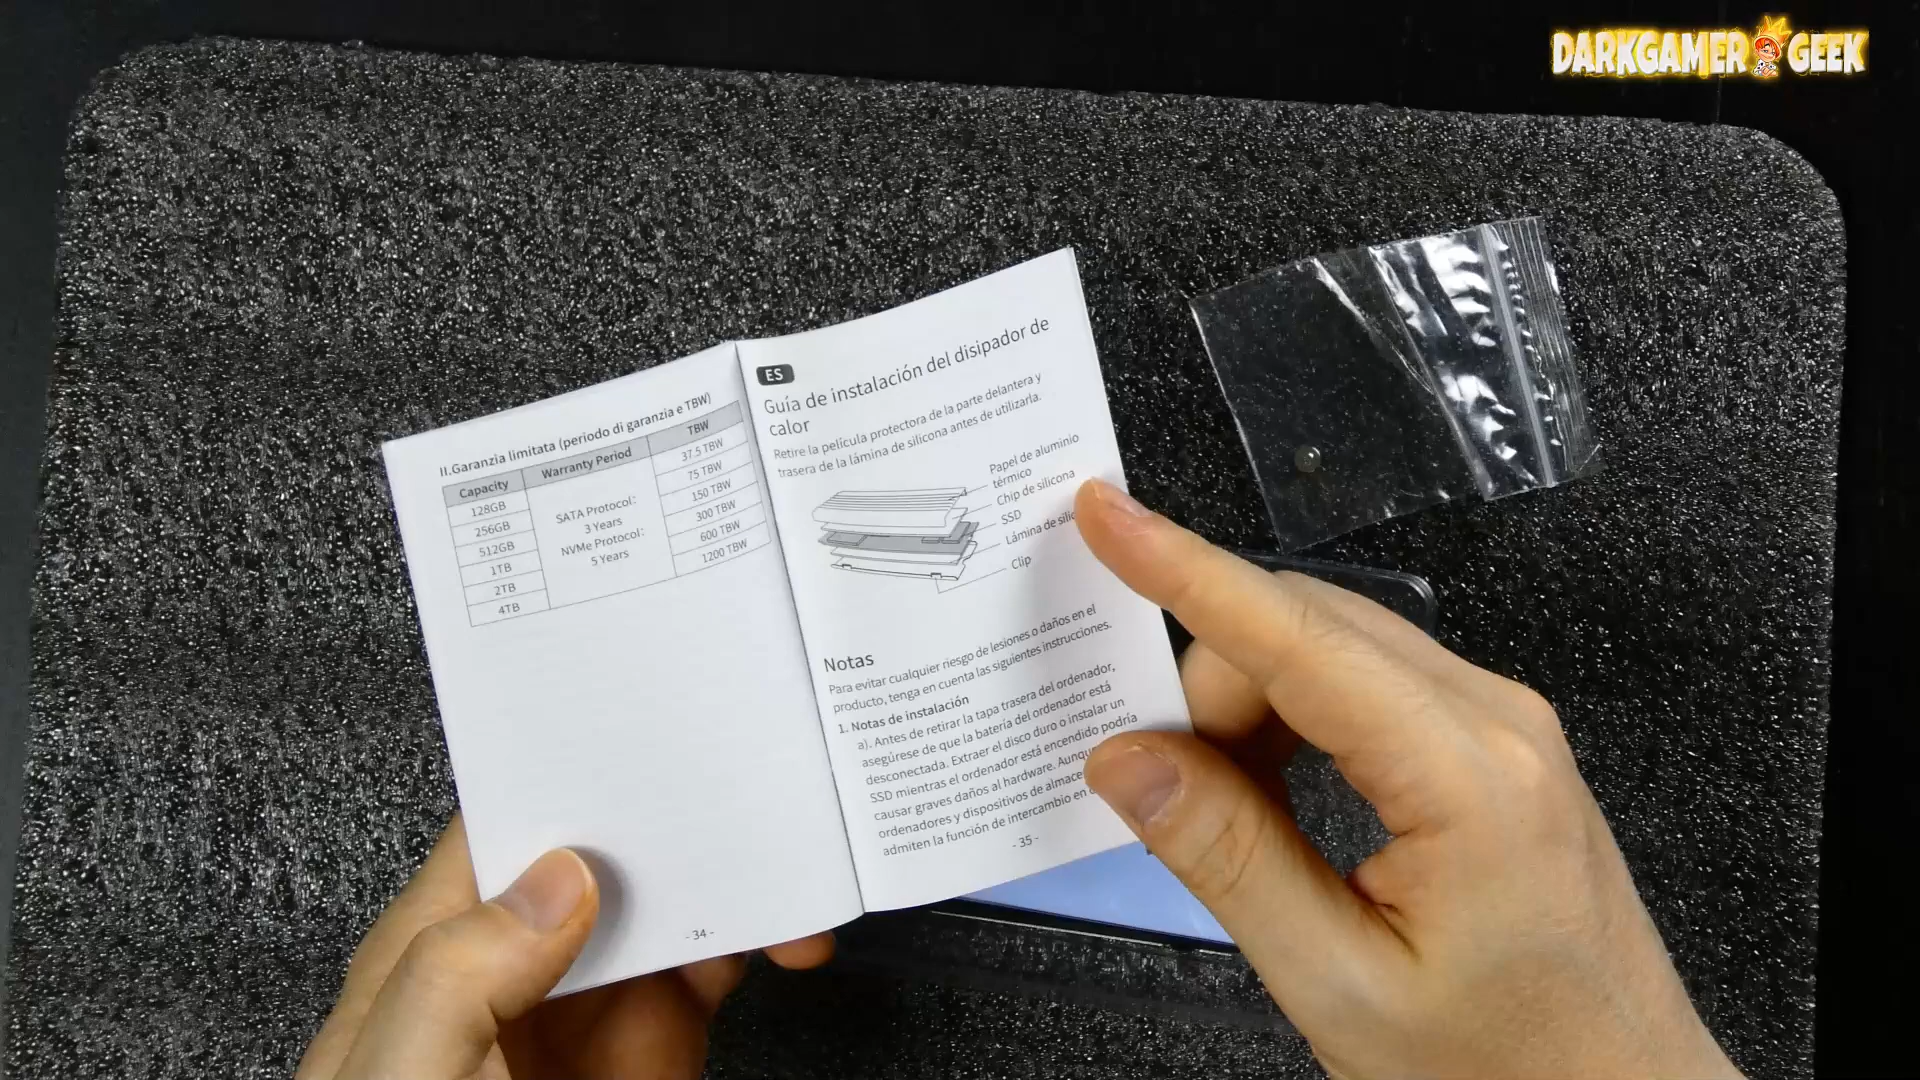 DARKGAMER GEEK
II.Garanzia limitata (periodo di garanzia e TBW)
Capacity Warranty Period TBW
128GB 37.5 TBW
256GB 75 TBW
512GB 150 TBW
1TB 300 TBW
2TB 600 TBW
4TB 1200 TBW
SATA Protocol:
3 Years
NVMe Protocol:
5 Years
- 34 -
ES
Guía de instalación del disipador de
calor
Retire la película protectora de la parte delantera y
trasera de la lámina de silicona antes de utilizarla.
Papel de aluminio
térmico
Chip de silicona
SSD
Lámina de
Clip
Notas
Para evitar cualquier riesgo de lesiones o daños en el
producto, tenga en cuenta las siguientes instrucciones.
1. Notas de instalación
a). Antes de retirar la tapa trasera del ordenador,
asegúrese de que la batería del ordenador está
desconectada. Extraer el disco duro o instalar un
SSD mientras el ordenador está encendido podría
causar graves daños al hardware.
ordenadores y dispositivos de
admiten la función de intercambio en
- 35 -